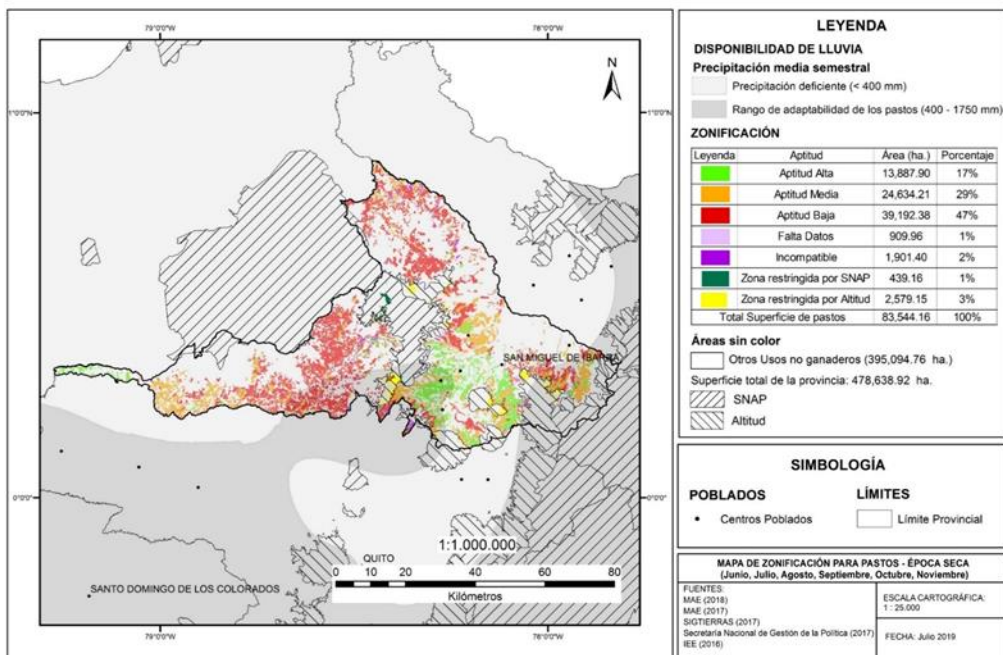 79°0'0"W
78°0'0"W
1°0'0"N
1°0'0"N
N
SAN MIGUEL DE IBARRA
0°0'0"
0°0'0"
1:1.000.000
QUITO
0 5 10 20 30 40 60 80
Kilómetros
SANTO DOMINGO DE LOS COLORADOS
79°0'0"W
78°0'0"W
LEYENDA
DISPONIBILIDAD DE LLUVIA
Precipitación media semestral
Precipitación deficiente (< 400 mm)
Rango de adaptabilidad de los pastos (400 - 1750 mm)
ZONIFICACIÓN
Leyenda Aptitud Área (ha.) Porcentaje
Aptitud Alta 13,887.90 17%
Aptitud Media 24,634.21 29%
Aptitud Baja 39,192.38 47%
Falta Datos 909.96 1%
Incompatible 1,901.40 2%
Zona restringida por SNAP 439.16 1%
Zona restringida por Altitud 2,579.15 3%
Total Superficie de pastos 83,544.16 100%
Áreas sin color
Otros Usos no ganaderos (395,094.76 ha.)
Superficie total de la provincia: 478,638.92 ha.
SNAP
Altitud
SIMBOLOGÍA
POBLADOS LÍMITES
Centros Poblados Límite Provincial
MAPA DE ZONIFICACIÓN PARA PASTOS - ÉPOCA SECA
(Junio, Julio, Agosto, Septiembre, Octubre, Noviembre)
FUENTES:
MAE (2018)
MAE (2017)
SIGTIERRAS (2017)
Secretaría Nacional de Gestión de la Política (2017)
IEE (2016)
ESCALA CARTOGRÁFICA:
1 : 25.000
FECHA: Julio 2019